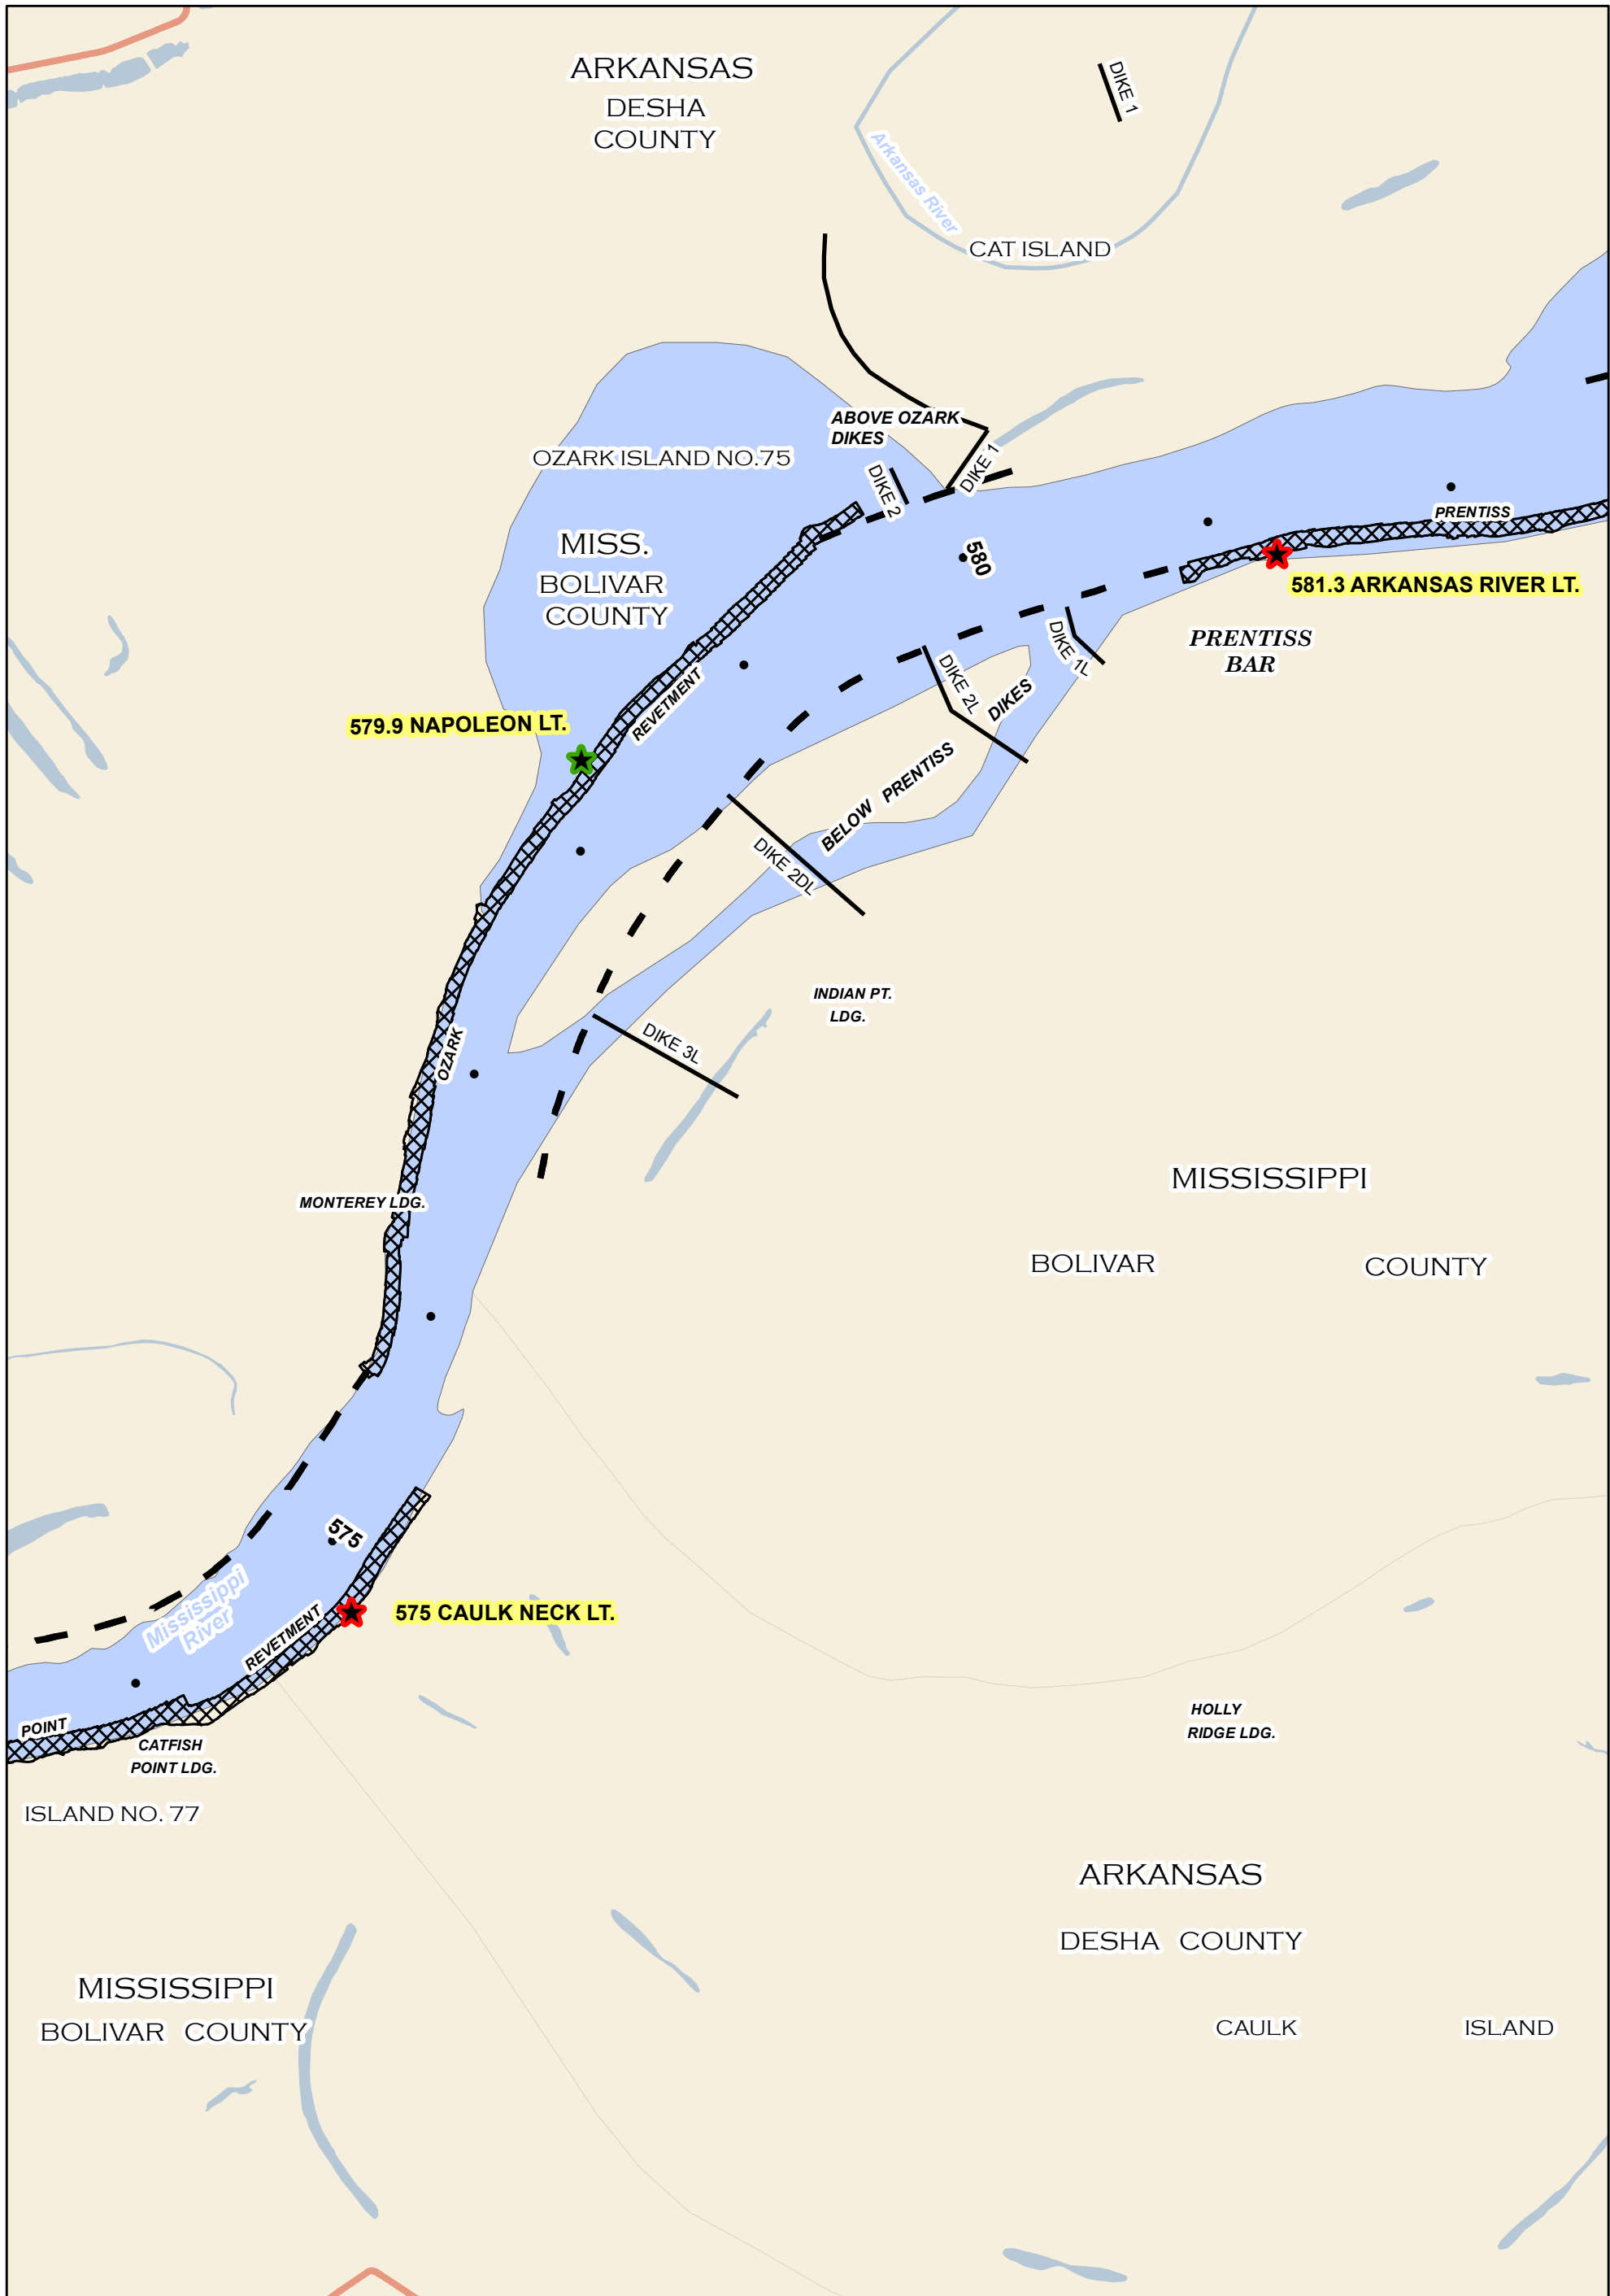 ARKANSAS
DESHA
COUNTY
DIKE 1
Arkansas River
CAT ISLAND
ABOVE OZARK
DIKES
DIKE 1
OZARK ISLAND NO.75
DIKE 2
PRENTISS
MISS.
BOLIVAR
COUNTY
580
581.3 ARKANSAS RIVER LT.
PRENTISS
BAR
DIKE 1L
DIKE 2L
DIKES
REVETMENT
579.9 NAPOLEON LT.
BELOW PRENTISS
DIKE 2DL
INDIAN PT.
LDG.
DIKE 3L
OZARK
MONTEREY LDG.
MISSISSIPPI
BOLIVAR COUNTY
575
Mississippi
River
575 CAULK NECK LT.
REVETMENT
POINT
CATFISH
POINT LDG.
HOLLY
RIDGE LDG.
ISLAND NO. 77
ARKANSAS
DESHA COUNTY
MISSISSIPPI
BOLIVAR COUNTY
CAULK ISLAND